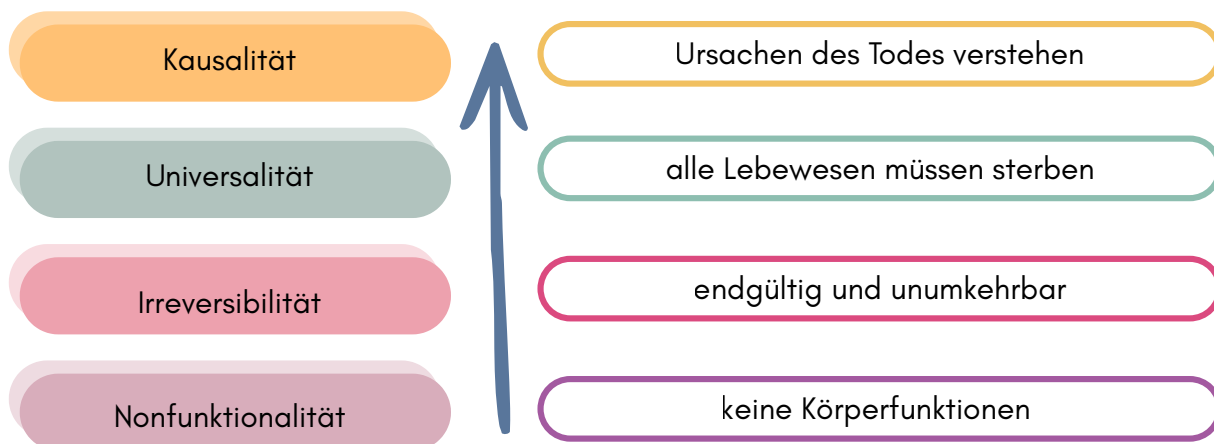 Kausalität
Ursachen des Todes verstehen
Universalität
alle Lebewesen müssen sterben
Irreversibilität
endgültig und unumkehrbar
Nonfunktionalität
keine Körperfunktionen